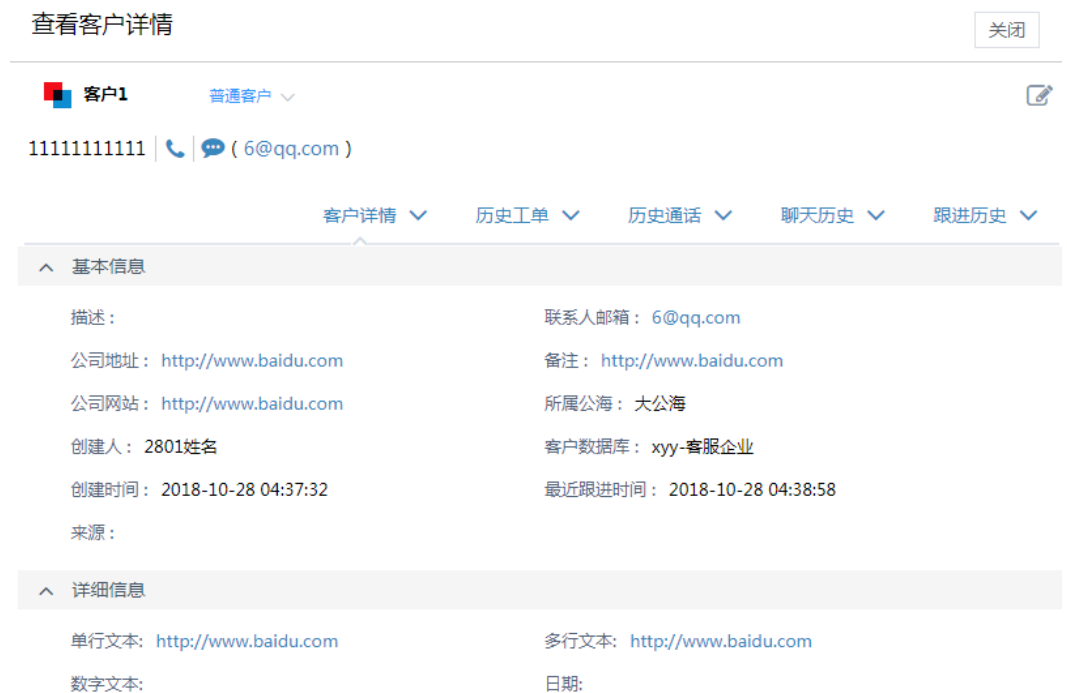 查看客户详情 关闭
客户1 普通客户
11111111111 ( 6@qq.com )
客户详情 历史工单 历史通话 聊天历史 跟进历史
基本信息
描述： 联系人邮箱： 6@qq.com
公司地址： http://www.baidu.com 备注： http://www.baidu.com
公司网站： http://www.baidu.com 所属公海： 大公海
创建人： 2801姓名 客户数据库： xyy-客服企业
创建时间： 2018-10-28 04:37:32 最近跟进时间： 2018-10-28 04:38:58
来源：
详细信息
单行文本: http://www.baidu.com 多行文本: http://www.baidu.com
数字文本: 日期: